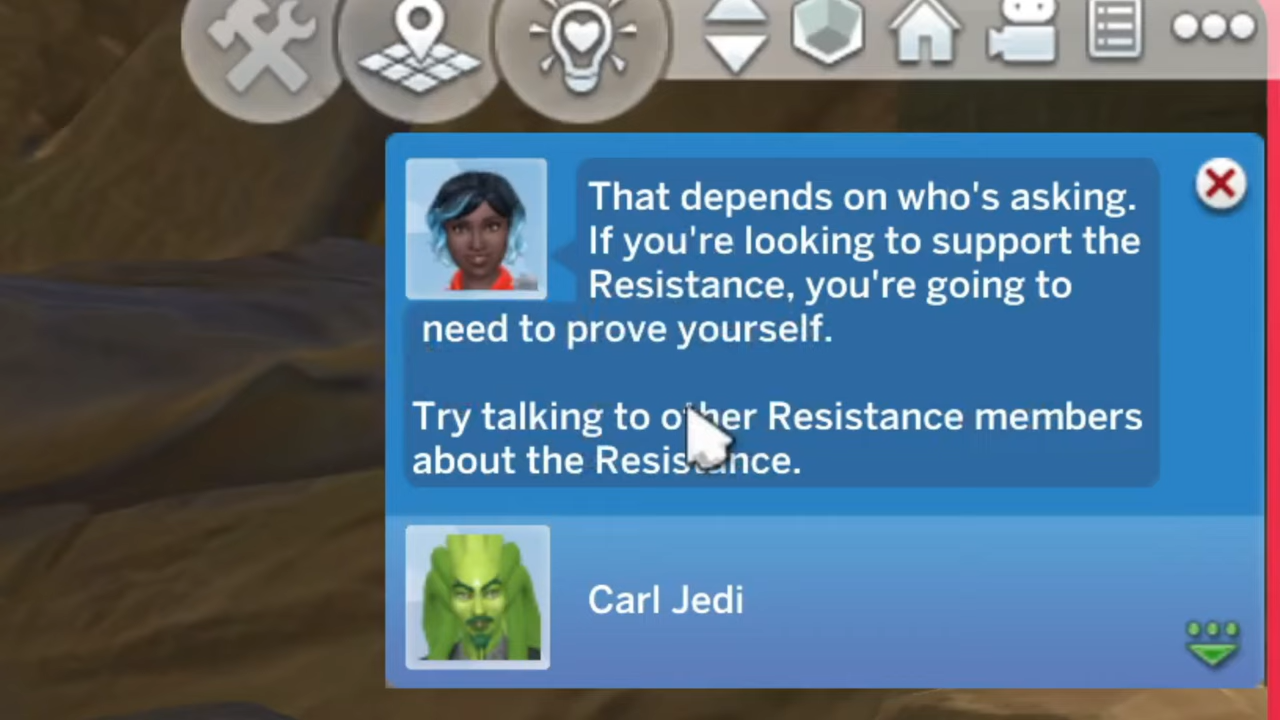 That depends on who's asking.
If you're looking to support the
Resistance, you're going to
need to prove yourself.
Try talking to other Resistance members
about the Resistance.
Carl Jedi